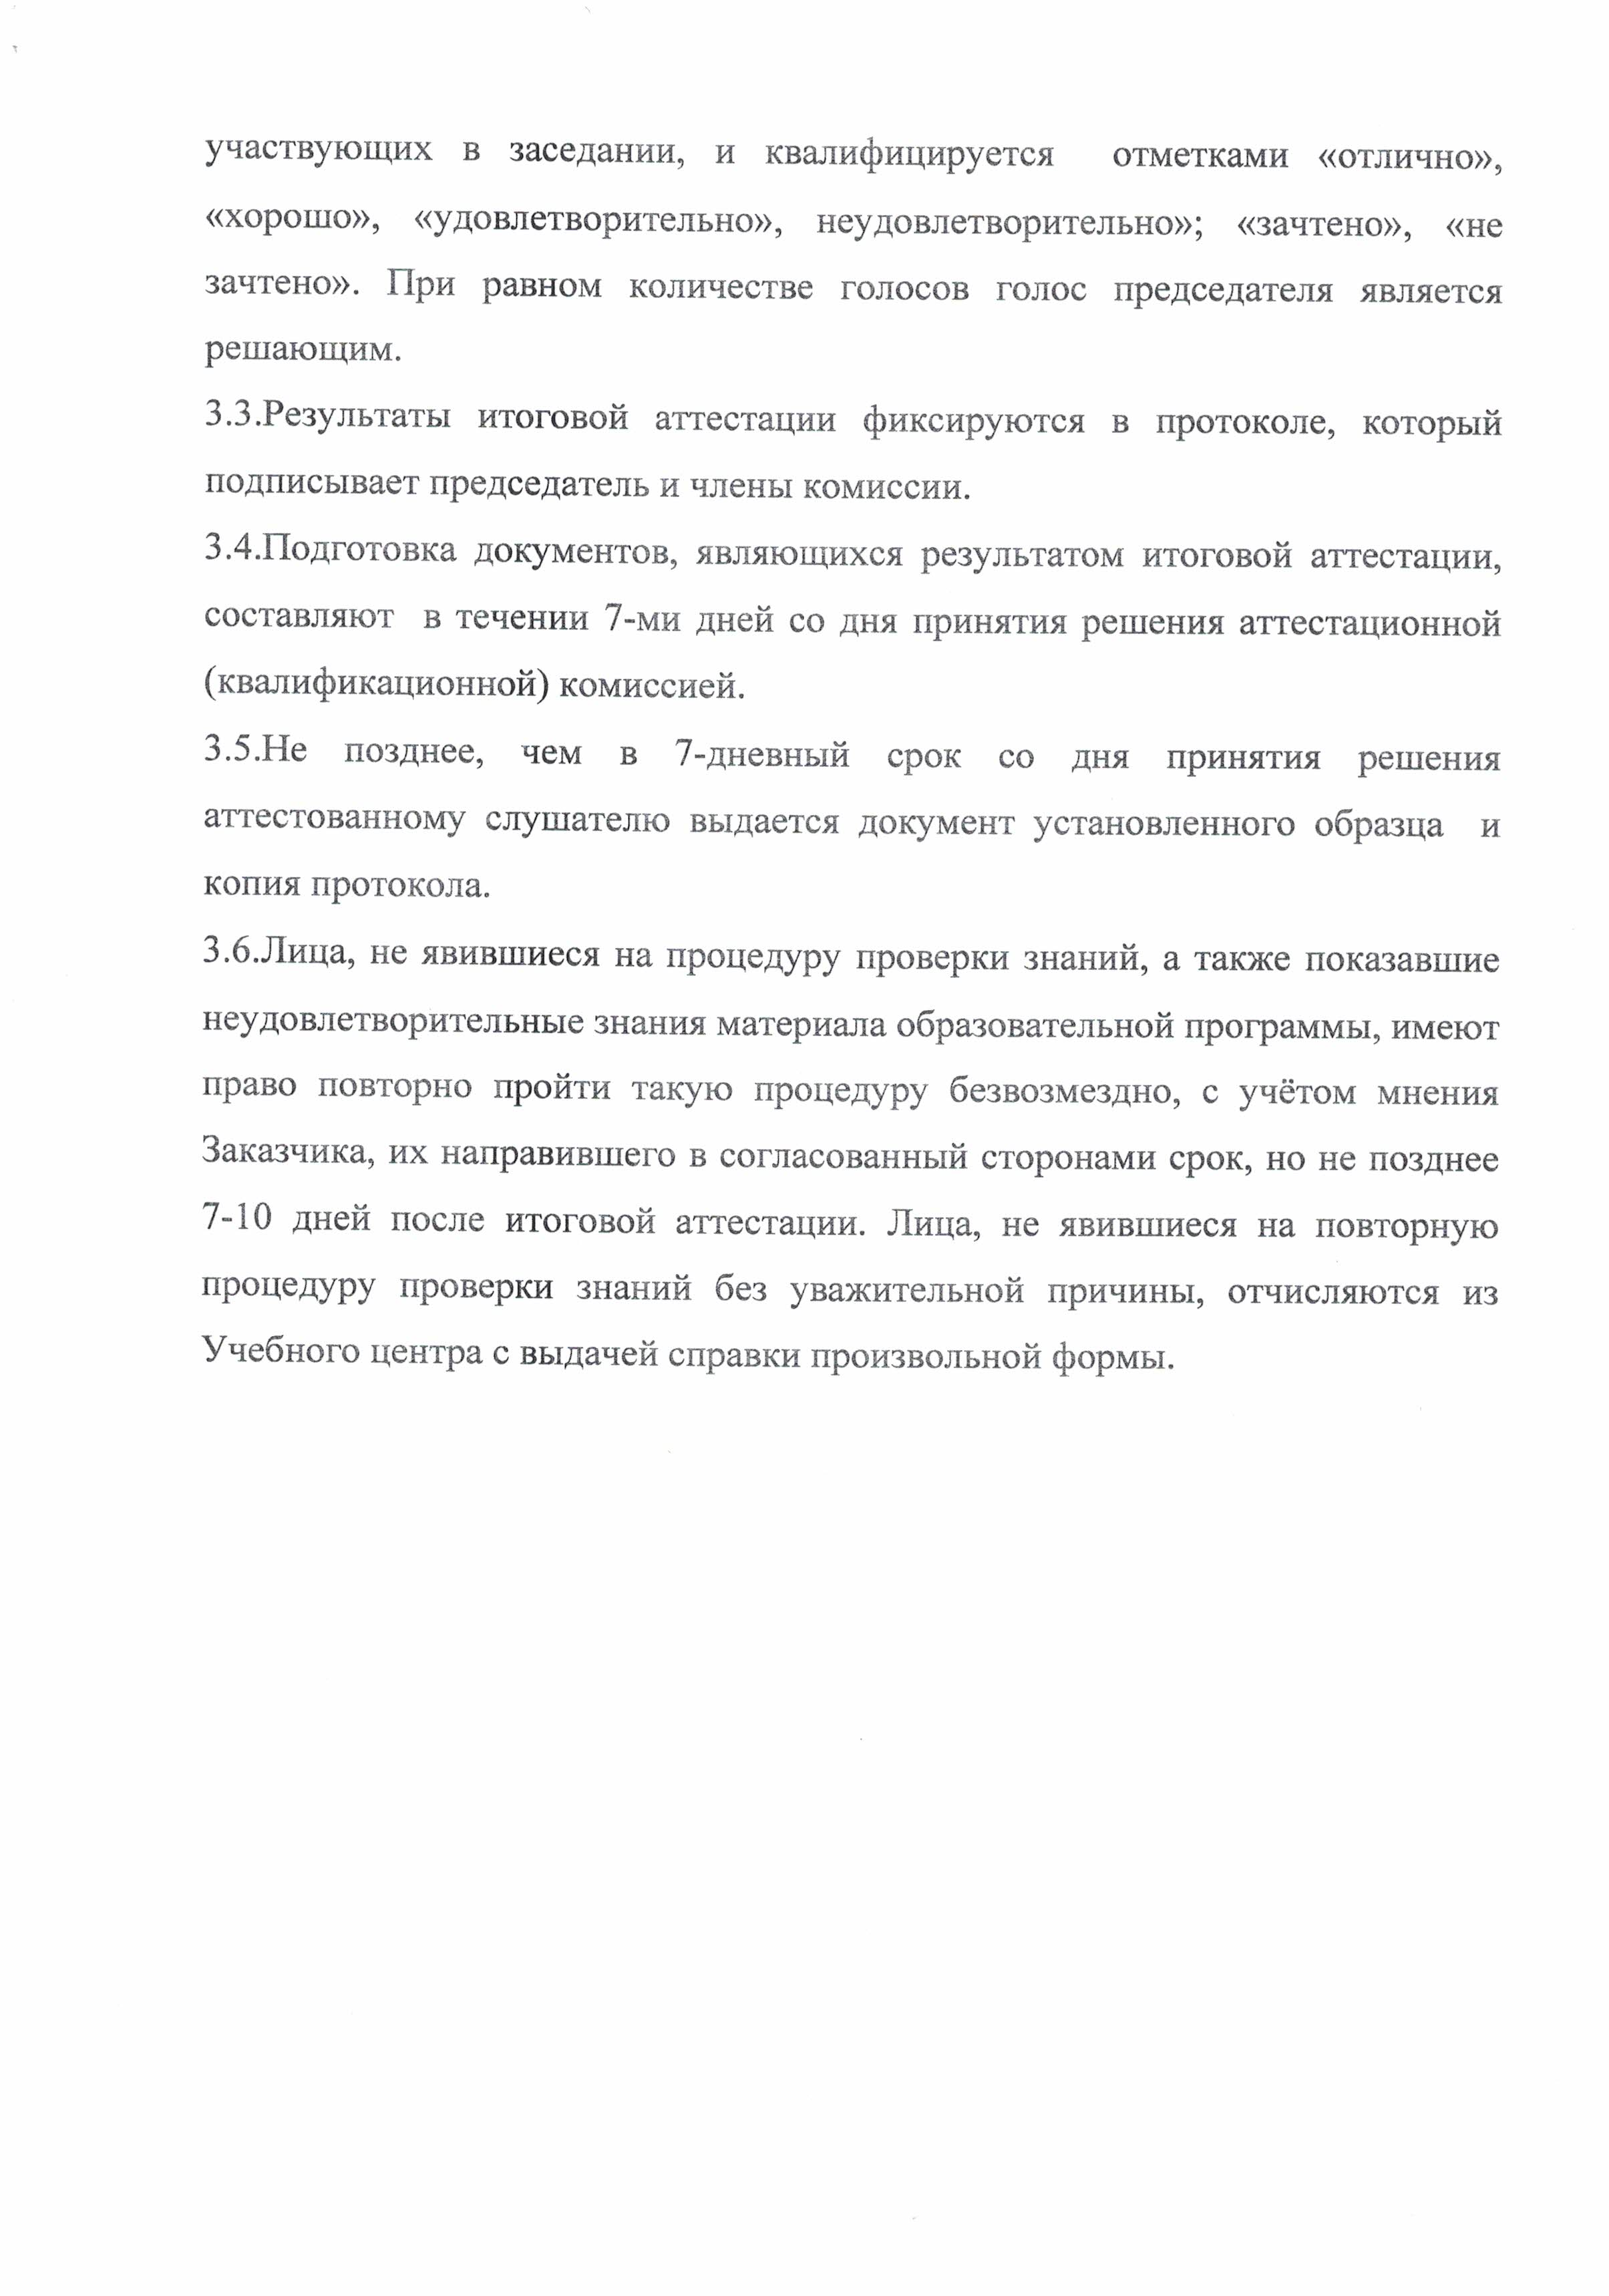 участвующих в заседании, и квалифицируется отметками «отлично»,
«хорошо», «удовлетворительно», неудовлетворительно»; «зачтено», «не
зачтено». При равном количестве голосов голос председателя является
решающим.
3.3.Результаты итоговой аттестации фиксируются в протоколе, который
подписывает председатель и члены комиссии.
3.4.Подготовка документов, являющихся результатом итоговой аттестации,
составляют в течении 7-ми дней со дня принятия решения аттестационной
(квалификационной) комиссией.
3.5.Не позднее, чем в 7-дневный срок со дня принятия решения
аттестованному слушателю выдается документ установленного образца и
копия протокола.
3.6.Лица, не явившиеся на процедуру проверки знаний, а также показавшие
неудовлетворительные знания материала образовательной программы, имеют
право повторно пройти такую процедуру безвозмездно, с учётом мнения
Заказчика, их направившего в согласованный сторонами срок, но не позднее
7-10 дней после итоговой аттестации. Лица, не явившиеся на повторную
процедуру проверки знаний без уважительной причины, отчисляются из
Учебного центра с выдачей справки произвольной формы.